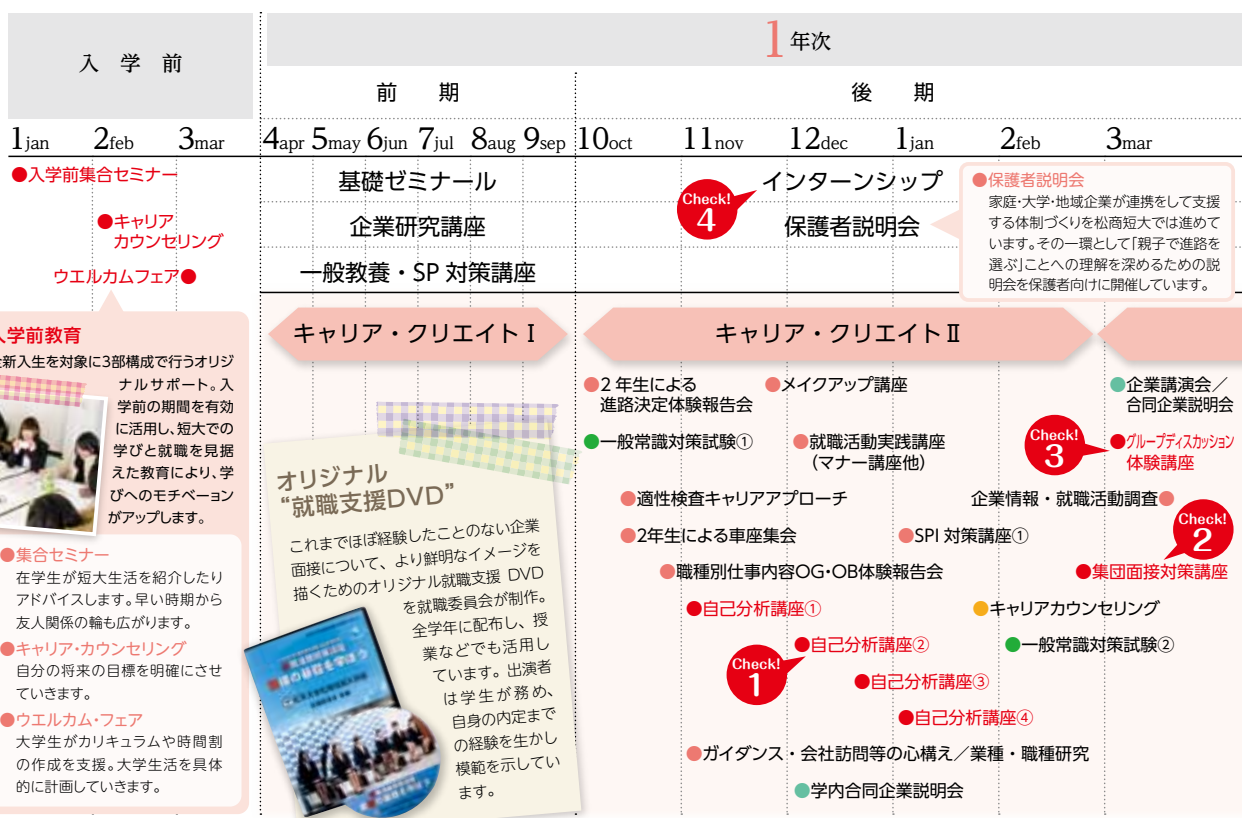 入学前
1年次
前期
後期
1jan 2feb 3mar 4apr 5may 6jun 7jul 8aug 9sep 10oct 11nov 12dec 1jan 2feb 3mar
●入学前集合セミナー
●キャリア
カウンセリング
ウエルカムフェア●
基礎ゼミナール
企業研究講座
一般教養・SP 対策講座
Check!
4
インターンシップ
保護者説明会
●保護者説明会
家庭・大学・地域企業が連携をして支援
する体制づくりを松商短大では進めて
います。その一環として「親子で進路を
選ぶ」ことへの理解を深めるための説
明会を保護者向けに開催しています。
入学前教育
全新入生を対象に3部構成で行うオリジ
ナルサポート。入
学前の期間を有効
に活用し、短大での
学びと就職を見据
えた教育により、学
びへのモチベーション
がアップします。
●集合セミナー
在学生が短大生活を紹介したり
アドバイスします。早い時期から
友人関係の輪も広がります。
●キャリア・カウンセリング
自分の将来の目標を明確にさせ
ていきます。
●ウエルカム・フェア
大学生がカリキュラムや時間割
の作成を支援。大学生活を具体
的に計画していきます。
キャリア・クリエイトⅠ
キャリア・クリエイトⅡ
オリジナル
“就職支援DVD”
これまでほぼ経験したことのない企業
面接について、より鮮明なイメージを
描くためのオリジナル就職支援 DVD
を就職委員会が制作。
全学年に配布し、授
業などでも活用し
ています。出演者
は学生が務め、
自身の内定まで
の経験を生かし
模範を示してい
ます。
●2 年生による
進路決定体験報告会
●メイクアップ講座
●企業講演会／
合同企業説明会
●一般常識対策試験①
●就職活動実践講座
(マナー講座他)
Check!
3
●グループディスカッション
体験講座
●適性検査キャリアアプローチ
企業情報・就職活動調査●
●2年生による車座集会
●SPI 対策講座①
Check!
2
●職種別仕事内容OG・OB体験報告会
●集団面接対策講座
●自己分析講座①
●キャリアカウンセリング
Check!
1
●自己分析講座②
●一般常識対策試験②
●自己分析講座③
●自己分析講座④
●ガイダンス・会社訪問等の心構え／業種・職種研究
●学内合同企業説明会